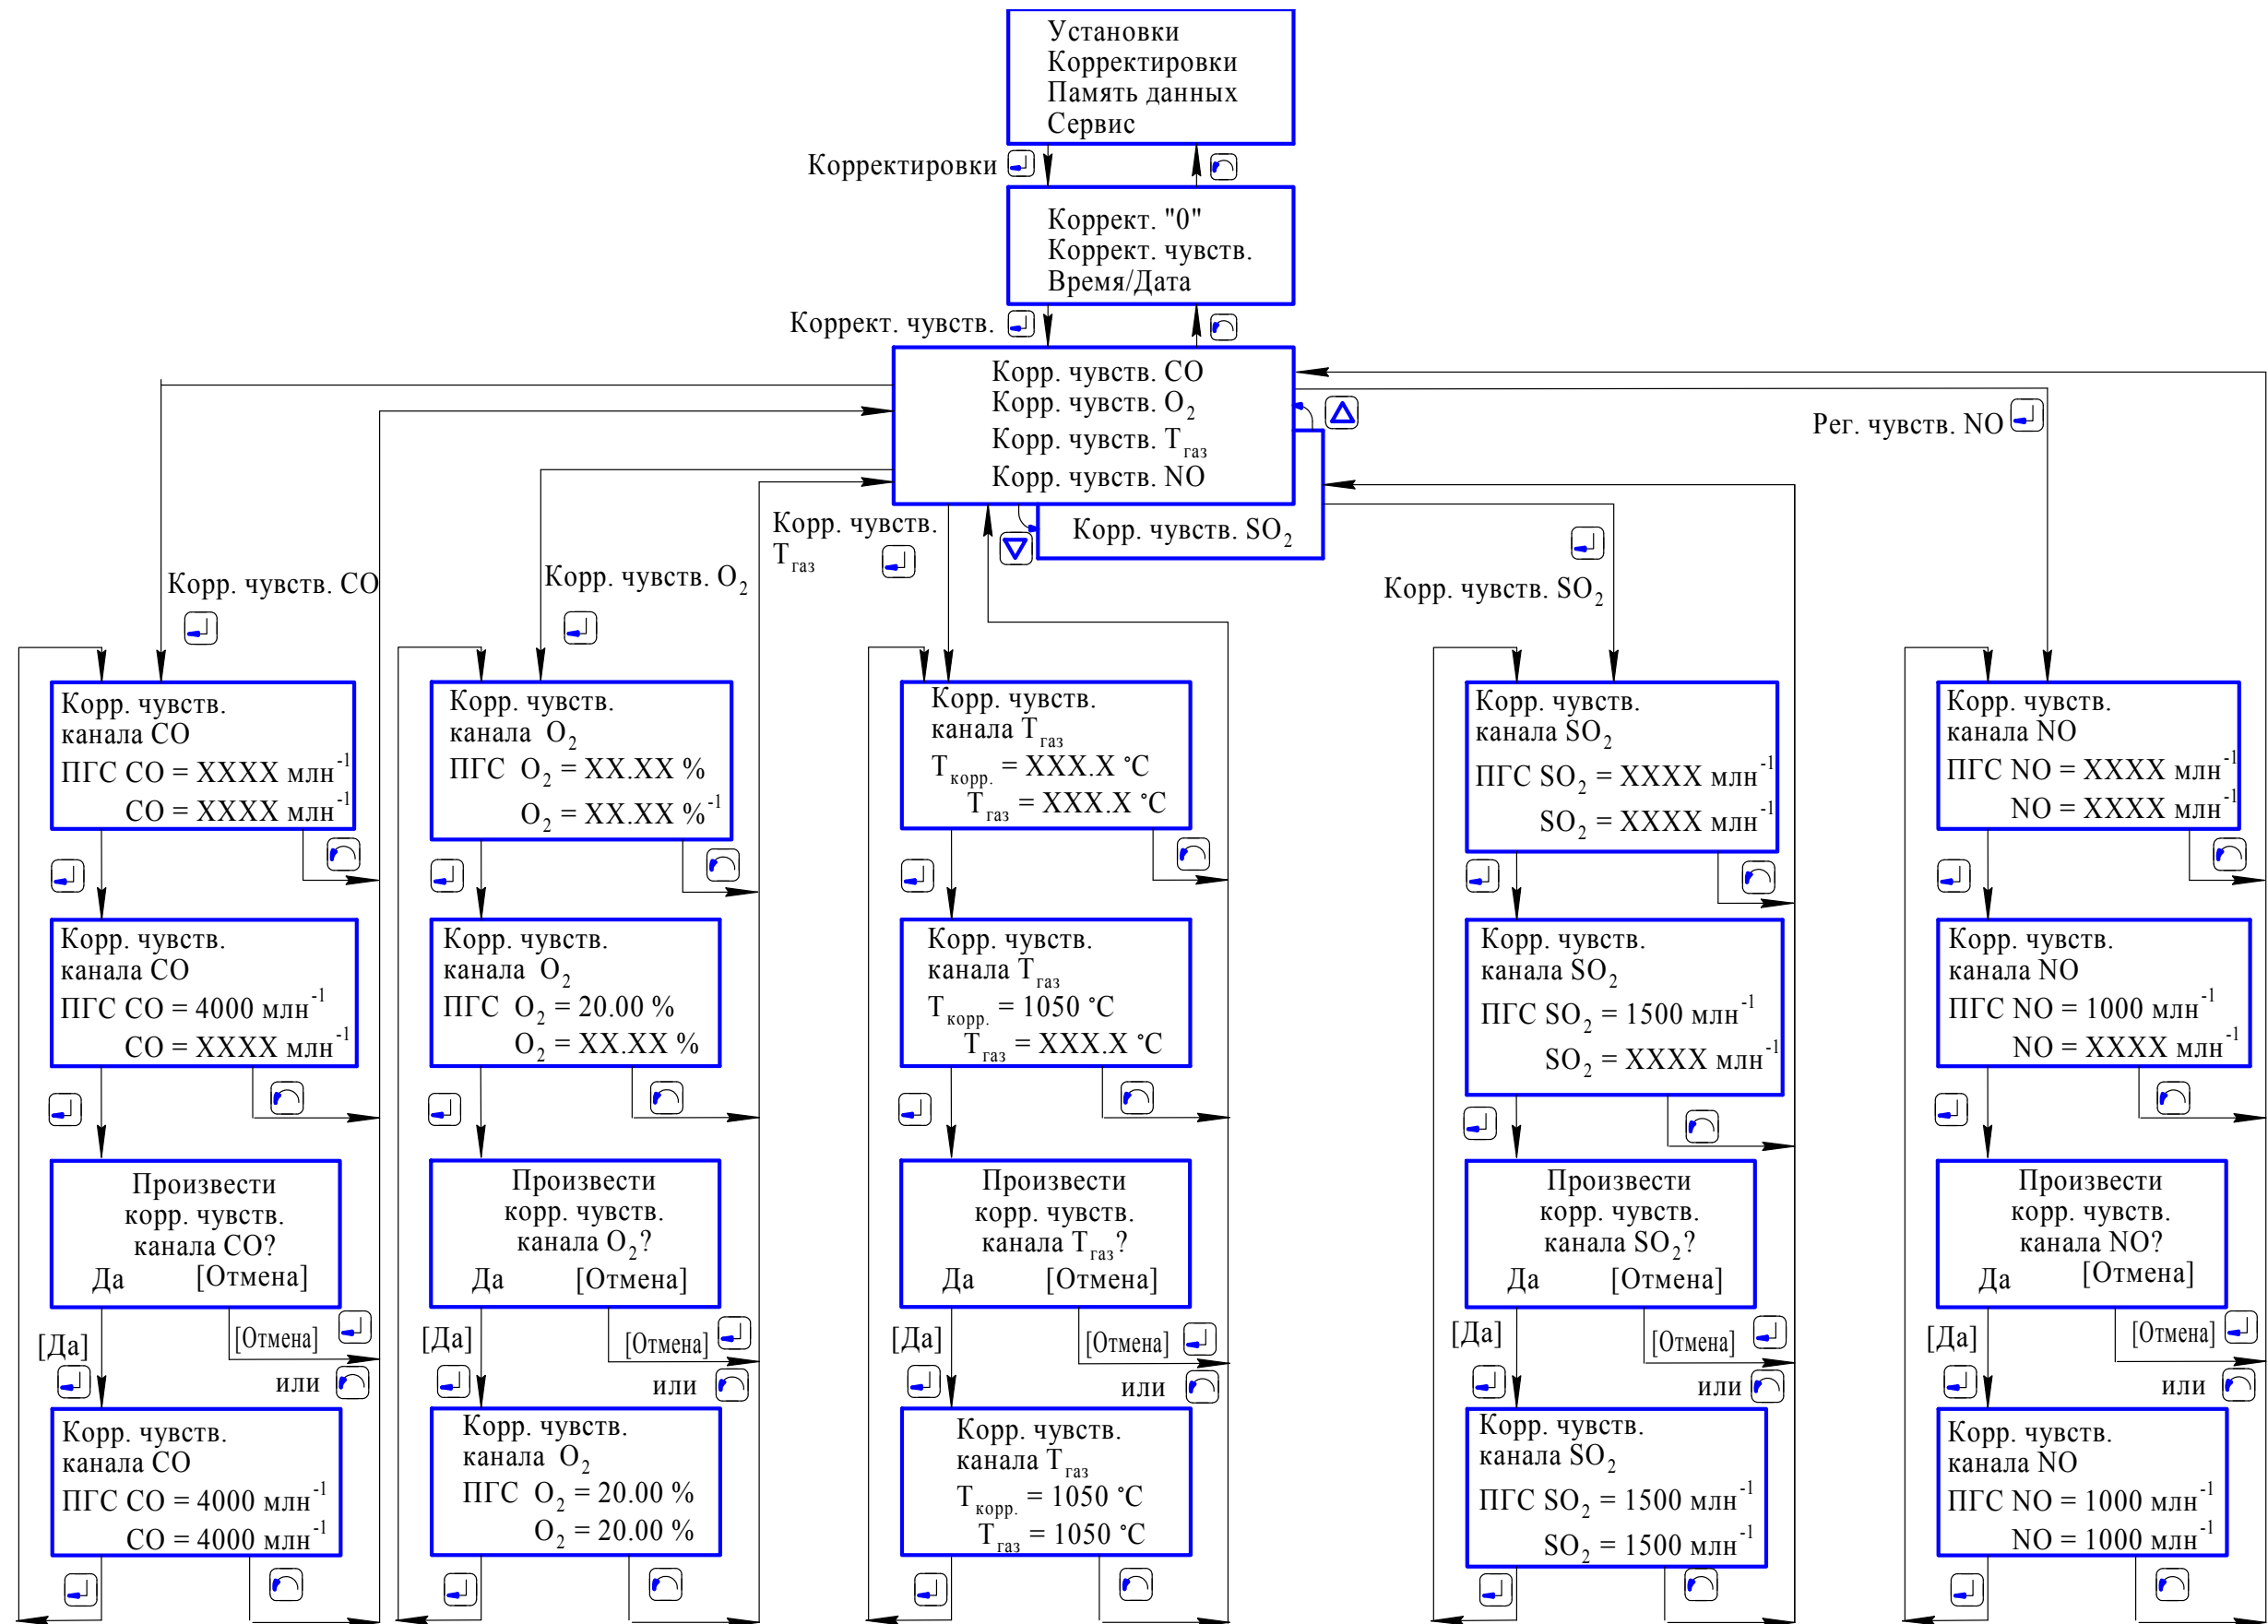 Установки
Корректировки
Память данных
Сервис
Корректировки
Коррект. "0"
Коррект. чувств.
Время/Дата
Коррект. чувств.
Корр. чувств. CO
Корр. чувств. O2
Корр. чувств. Tгаз
Корр. чувств. NO
Корр. чувств. SO2
Рег. чувств. NO
Корр. чувств.
Tгаз
Корр. чувств. CO
Корр. чувств. O2
Корр. чувств. SO2
Корр. чувств.
канала CO
ПГС CO = XXXX млн-1
CO = XXXX млн-1
Корр. чувств.
канала CO
ПГС CO = 4000 млн-1
CO = XXXX млн-1
Произвести
корр. чувств.
канала CO?
Да [Отмена]
[Да] [Отмена]
или
Корр. чувств.
канала CO
ПГС CO = 4000 млн-1
CO = 4000 млн-1
Корр. чувств.
канала O2
ПГС O2 = XX.XX %
O2 = XX.XX %-1
Корр. чувств.
канала O2
ПГС O2 = 20.00 %
O2 = XX.XX %
Произвести
корр. чувств.
канала O2?
Да [Отмена]
[Да] [Отмена]
или
Корр. чувств.
канала O2
ПГС O2 = 20.00 %
O2 = 20.00 %
Корр. чувств.
канала Tгаз
Tкорр. = XXX.X °C
Tгаз = XXX.X °C
Корр. чувств.
канала Tгаз
Tкорр. = 1050 °C
Tгаз = XXX.X °C
Произвести
корр. чувств.
канала Tгаз?
Да [Отмена]
[Да] [Отмена]
или
Корр. чувств.
канала Tгаз
Tкорр. = 1050 °C
Tгаз = 1050 °C
Корр. чувств.
канала SO2
ПГС SO2 = XXXX млн-1
SO2 = XXXX млн-1
Корр. чувств.
канала SO2
ПГС SO2 = 1500 млн-1
SO2 = XXXX млн-1
Произвести
корр. чувств.
канала SO2?
Да [Отмена]
[Да] [Отмена]
или
Корр. чувств.
канала SO2
ПГС SO2 = 1500 млн-1
SO2 = 1500 млн-1
Корр. чувств.
канала NO
ПГС NO = XXXX млн-1
NO = XXXX млн-1
Корр. чувств.
канала NO
ПГС NO = 1000 млн-1
NO = XXXX млн-1
Произвести
корр. чувств.
канала NO?
Да [Отмена]
[Да] [Отмена]
или
Корр. чувств.
канала NO
ПГС NO = 1000 млн-1
NO = 1000 млн-1